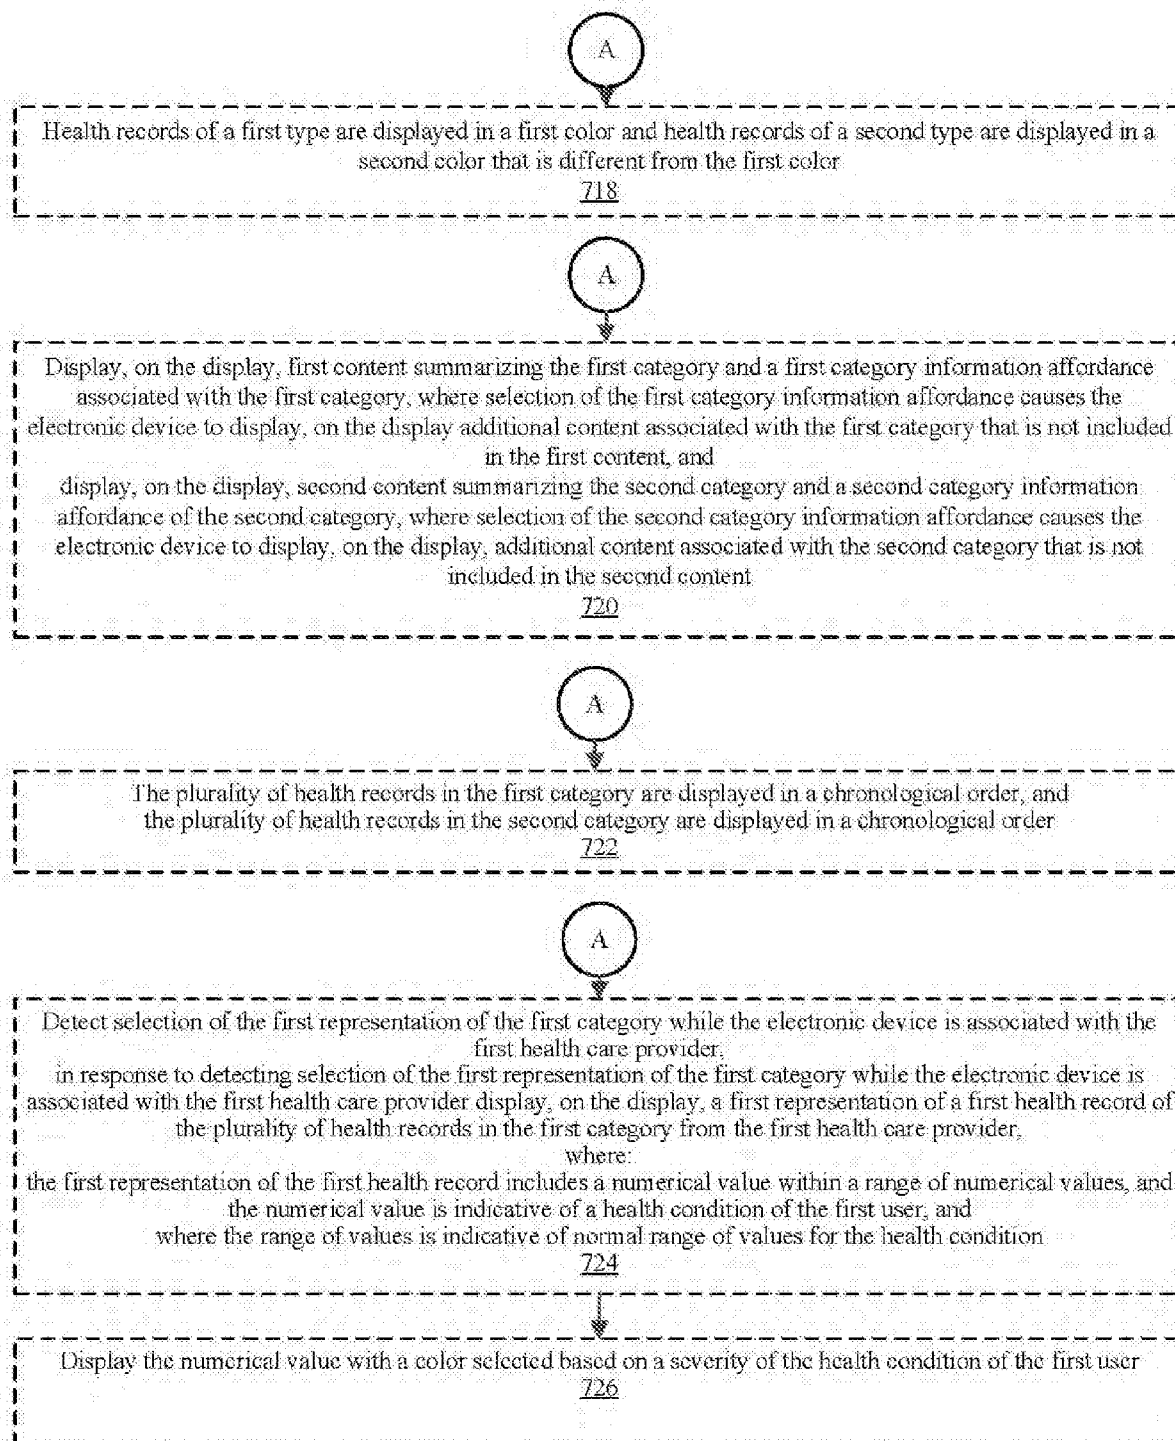 A
Health records of a first type are displayed in a first color and health records of a second type are displayed in a
second color that is different from the first color
718
A
Display, on the display, first content summarizing the first category and a first category information affordance
associated with the first category, where selection of the first category information affordance causes the
electronic device to display, on the display additional content associated with the first category that is not included
in the first content, and
display, on the display, second content summarizing the second category and a second category information
affordance of the second category, where selection of the second category information affordance causes the
electronic device to display, on the display, additional content associated with the second category that is not
included in the second content
720
A
The plurality of health records in the first category are displayed in a chronological order, and
the plurality of health records in the second category are displayed in a chronological order
722
A
Detect selection of the first representation of the first category while the electronic device is associated with the
first health care provider,
in response to detecting selection of the first representation of the first category while the electronic device is
associated with the first health care provider display, on the display, a first representation of a first health record of
the plurality of health records in the first category from the first health care provider,
where:
the first representation of the first health record includes a numerical value within a range of numerical values, and
the numerical value is indicative of a health condition of the first user, and
where the range of values is indicative of normal range of values for the health condition
724
Display the numerical value with a color selected based on a severity of the health condition of the first user
726